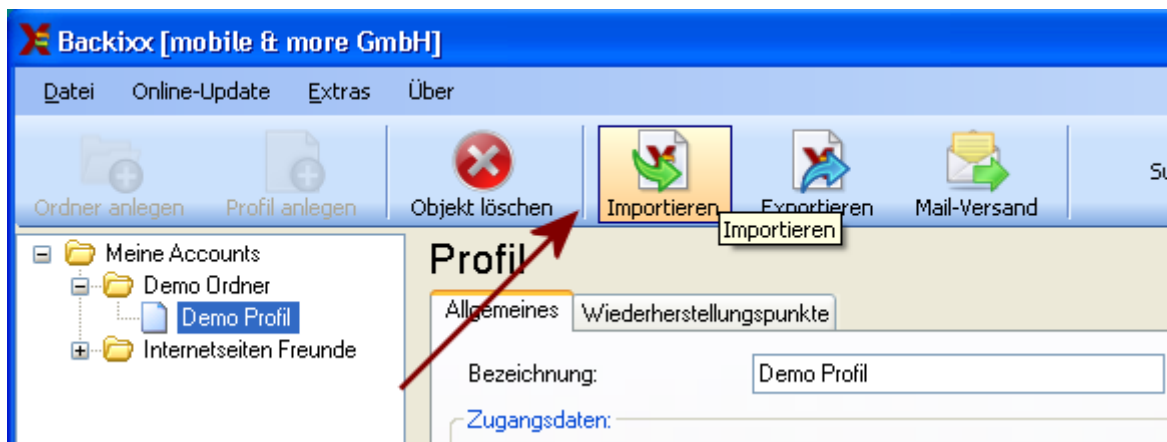 Backixx [mobile & more GmbH]
Datei Online-Update Extras Über
Ordner anlegen Profil anlegen Objekt löschen Importieren Exportieren Mail-Versand
Importieren
Meine Accounts
Demo Ordner
Demo Profil
Internetseiten Freunde
Profil
Allgemeines Wiederherstellungspunkte
Bezeichnung: Demo Profil
Zugangsdaten: